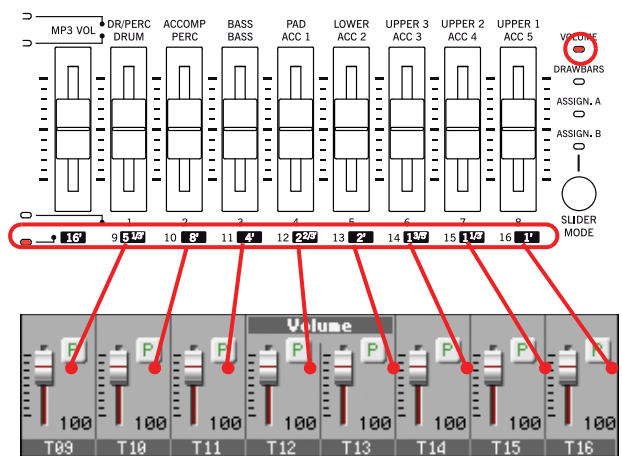 MP3 VOL DR/PERC ACCOMP BASS PAD LOWER UPPER 3 UPPER 2 UPPER 1
DRUM PERC BASS ACC 1 ACC 2 ACC 3 ACC 4 ACC 5
VOLUME
DRAWBARS
ASSIGN. A
ASSIGN. B
SLIDER
MODE
1 2 3 4 5 6 7 8
16' 9 5 1/3' 10 8' 11 4' 12 2 2/3' 13 2' 14 1 3/5' 15 1 1/3' 16 1'
Volume
P P P P P P P P
100 100 100 100 100 100 100 100
T09 T10 T11 T12 T13 T14 T15 T16